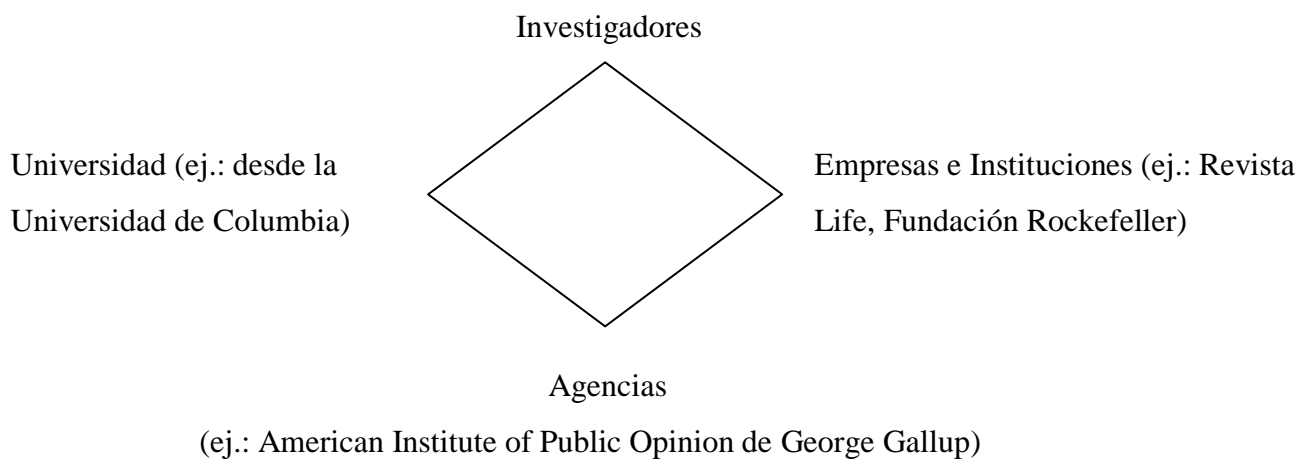 Investigadores
Universidad (ej.: desde la
Universidad de Columbia)
Empresas e Instituciones (ej.: Revista
Life, Fundación Rockefeller)
Agencias
(ej.: American Institute of Public Opinion de George Gallup)